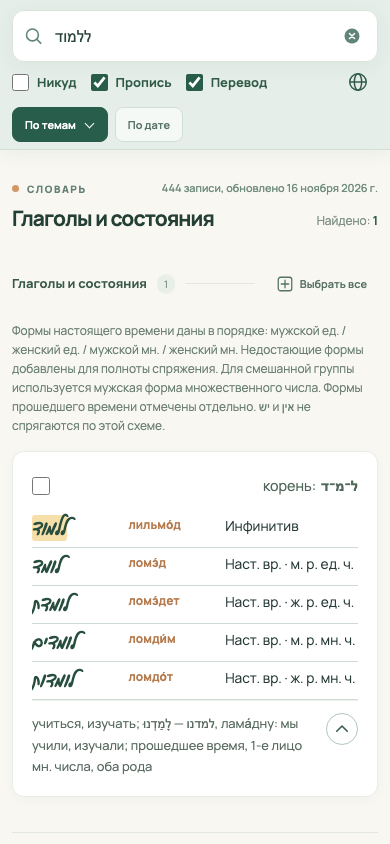 ללמוד
Никуд Пропись Перевод
По темам По дате
СЛОВАРЬ 444 записи, обновлено 16 ноября 2026 г.
Глаголы и состояния Найдено: 1
Глаголы и состояния 1 Выбрать все
Формы настоящего времени даны в порядке: мужской ед. /
женский ед. / мужской мн. / женский мн. Недостающие формы
добавлены для полноты спряжения. Для смешанной группы
используется мужская форма множественного числа. Формы
прошедшего времени отмечены отдельно. יש и אין не
спрягаются по этой схеме.
корень: ל־מ־ד
ללמוד лильмо́д Инфинитив
לומד ломэ́д Наст. вр. · м. р. ед. ч.
לומדת ломэ́дет Наст. вр. · ж. р. ед. ч.
לומדים ломди́м Наст. вр. · м. р. мн. ч.
לומדות ломдо́т Наст. вр. · ж. р. мн. ч.
учиться, изучать; למדנו — לָמַדְנוּ, лама́дну: мы
учили, изучали; прошедшее время, 1-е лицо
мн. числа, оба рода